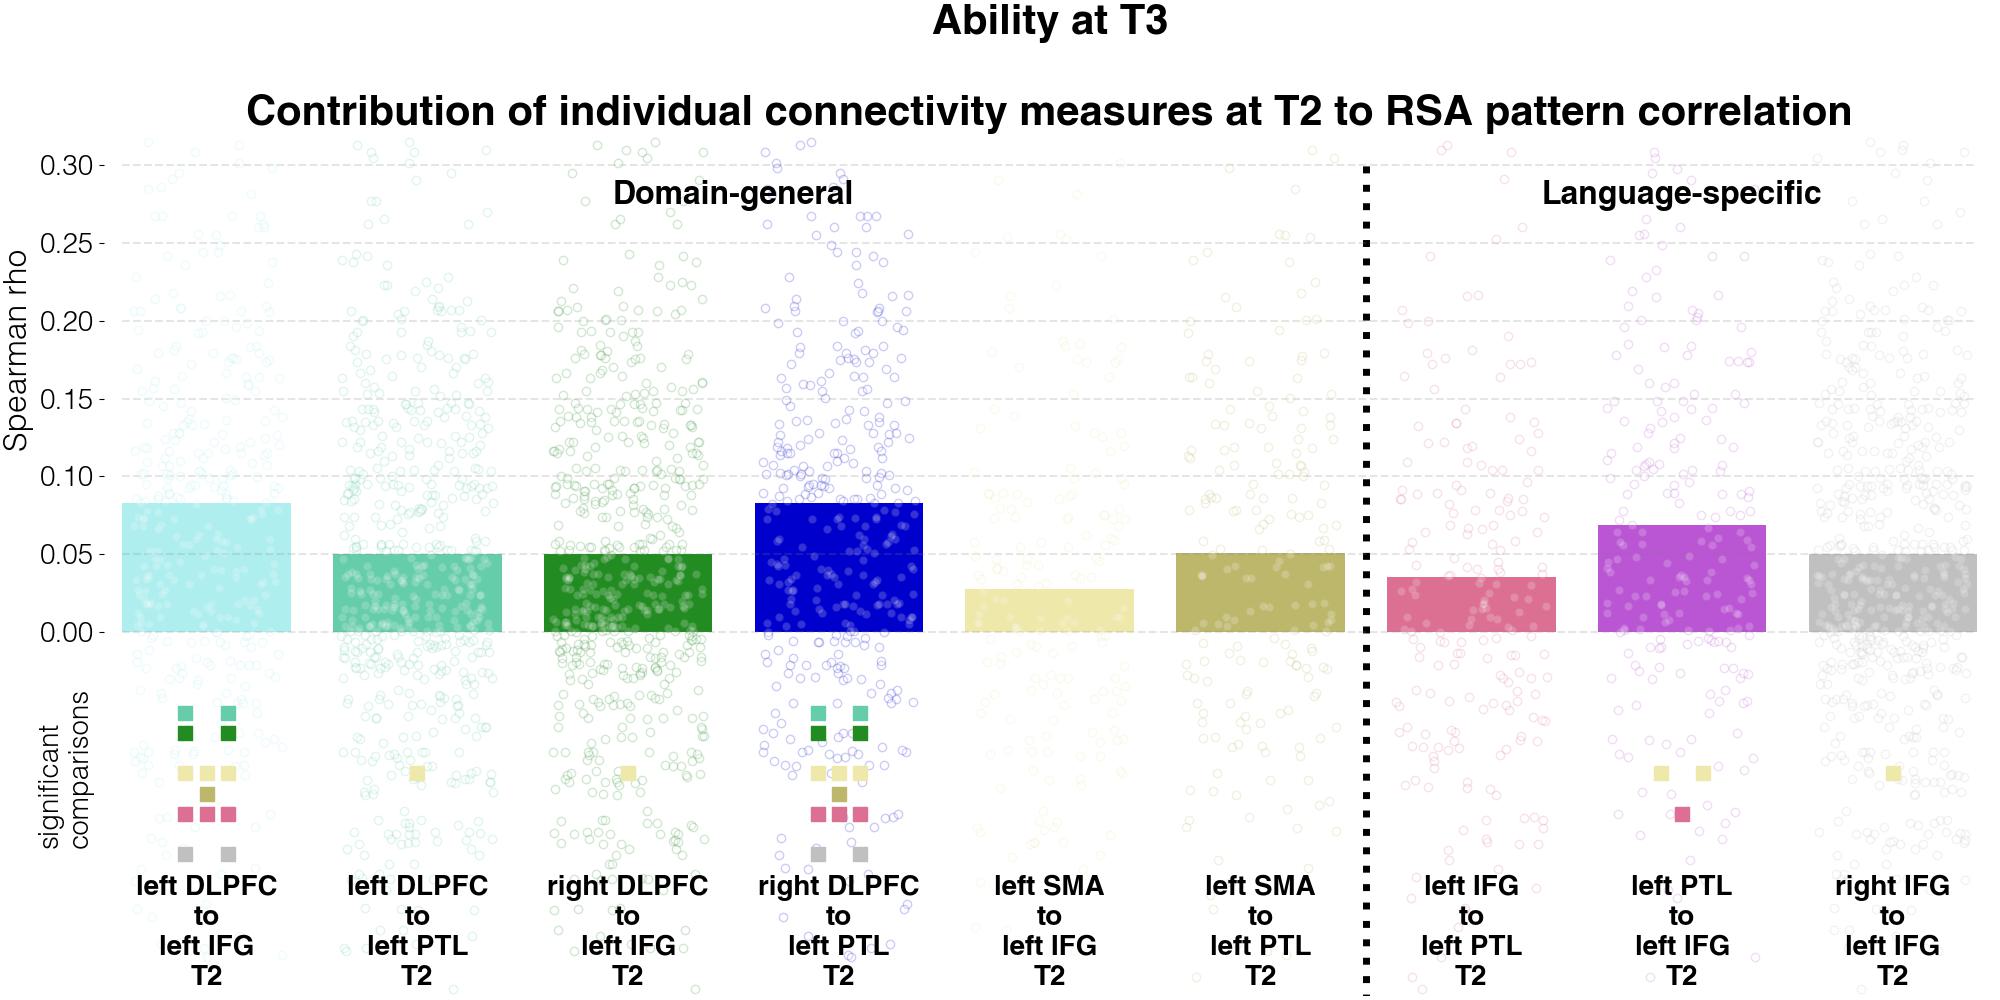 Ability at T3
Contribution of individual connectivity measures at T2 to RSA pattern correlation
Domain-general
Language-specific
Spearman rho
0.30
0.25
0.20
0.15
0.10
0.05
0.00
significant
comparisons
left DLPFC
to
left IFG
T2
left DLPFC
to
left PTL
T2
right DLPFC
to
left IFG
T2
right DLPFC
to
left PTL
T2
left SMA
to
left IFG
T2
left SMA
to
left PTL
T2
left IFG
to
left PTL
T2
left PTL
to
left IFG
T2
right IFG
to
left IFG
T2